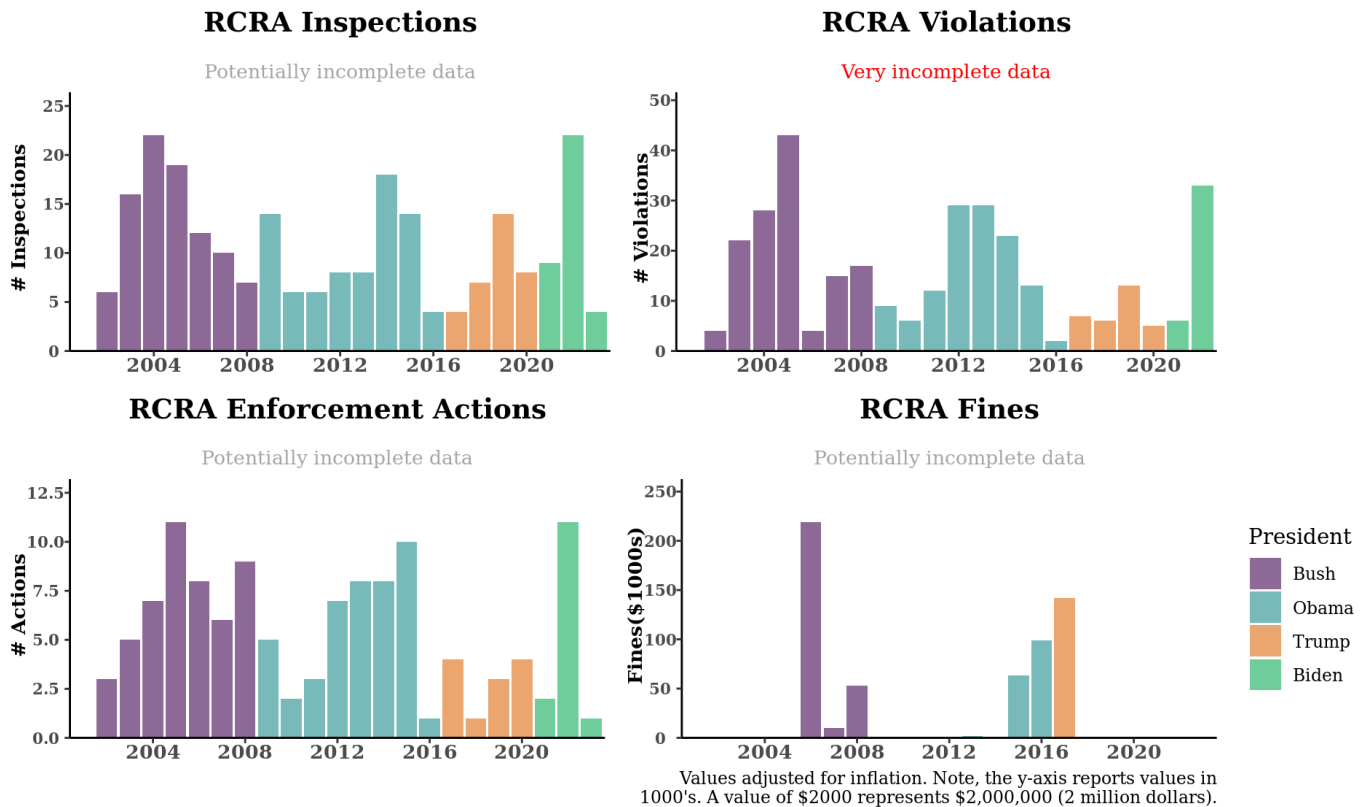 RCRA Inspections
Potentially incomplete data
# Inspections
25
20
15
10
5
0
2004 2008 2012 2016 2020
RCRA Violations
Very incomplete data
# Violations
50
40
30
20
10
0
2004 2008 2012 2016 2020
RCRA Enforcement Actions
Potentially incomplete data
# Actions
12.5
10.0
7.5
5.0
2.5
0.0
2004 2008 2012 2016 2020
RCRA Fines
Potentially incomplete data
Fines($1000s)
250
200
150
100
50
0
2004 2008 2012 2016 2020
Values adjusted for inflation. Note, the y-axis reports values in
1000's. A value of $2000 represents $2,000,000 (2 million dollars).
President
Bush
Obama
Trump
Biden